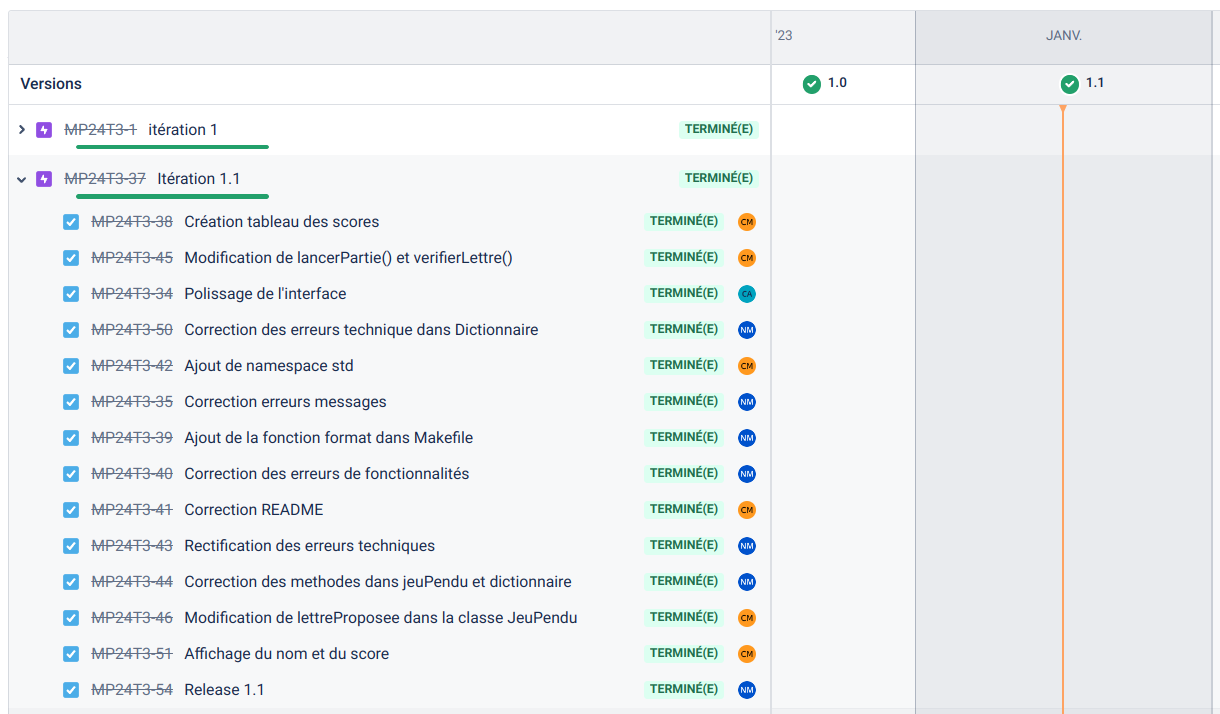 '23 JANV.
Versions 1.0 1.1
MP24T3-1 itération 1 TERMINÉ(E)
MP24T3-37 Itération 1.1 TERMINÉ(E)
MP24T3-38 Création tableau des scores TERMINÉ(E) CM
MP24T3-45 Modification de lancerPartie() et verifierLettre() TERMINÉ(E) CM
MP24T3-34 Polissage de l'interface TERMINÉ(E) CA
MP24T3-50 Correction des erreurs technique dans Dictionnaire TERMINÉ(E) NM
MP24T3-42 Ajout de namespace std TERMINÉ(E) CM
MP24T3-35 Correction erreurs messages TERMINÉ(E) NM
MP24T3-39 Ajout de la fonction format dans Makefile TERMINÉ(E) NM
MP24T3-40 Correction des erreurs de fonctionnalités TERMINÉ(E) NM
MP24T3-41 Correction README TERMINÉ(E) CM
MP24T3-43 Rectification des erreurs techniques TERMINÉ(E) NM
MP24T3-44 Correction des methodes dans jeuPendu et dictionnaire TERMINÉ(E) NM
MP24T3-46 Modification de lettreProposee dans la classe JeuPendu TERMINÉ(E) CM
MP24T3-51 Affichage du nom et du score TERMINÉ(E) CM
MP24T3-54 Release 1.1 TERMINÉ(E) NM